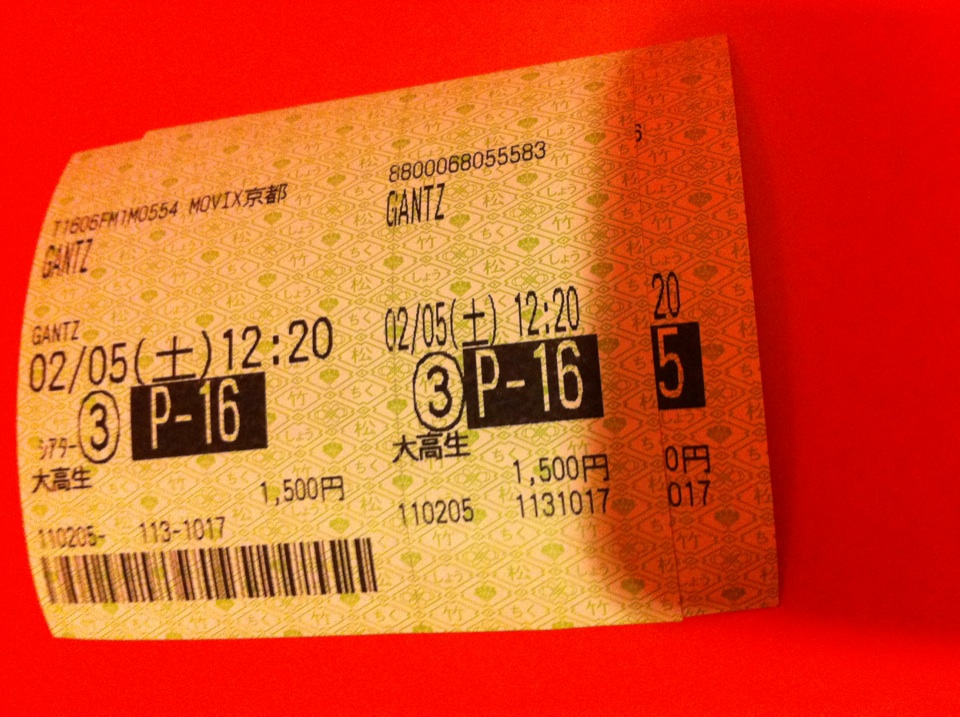 T1606FM1M0554 MOVIX京都
GANTZ
GANTZ
02/05(土)12:20
シアター③ P-16
大高生
1,500円
110205- 113-1017
8800068055583
GANTZ
02/05(土) 12:20
③ P-16
大高生
1,500円
110205 1131017
6
20
5
0円
017